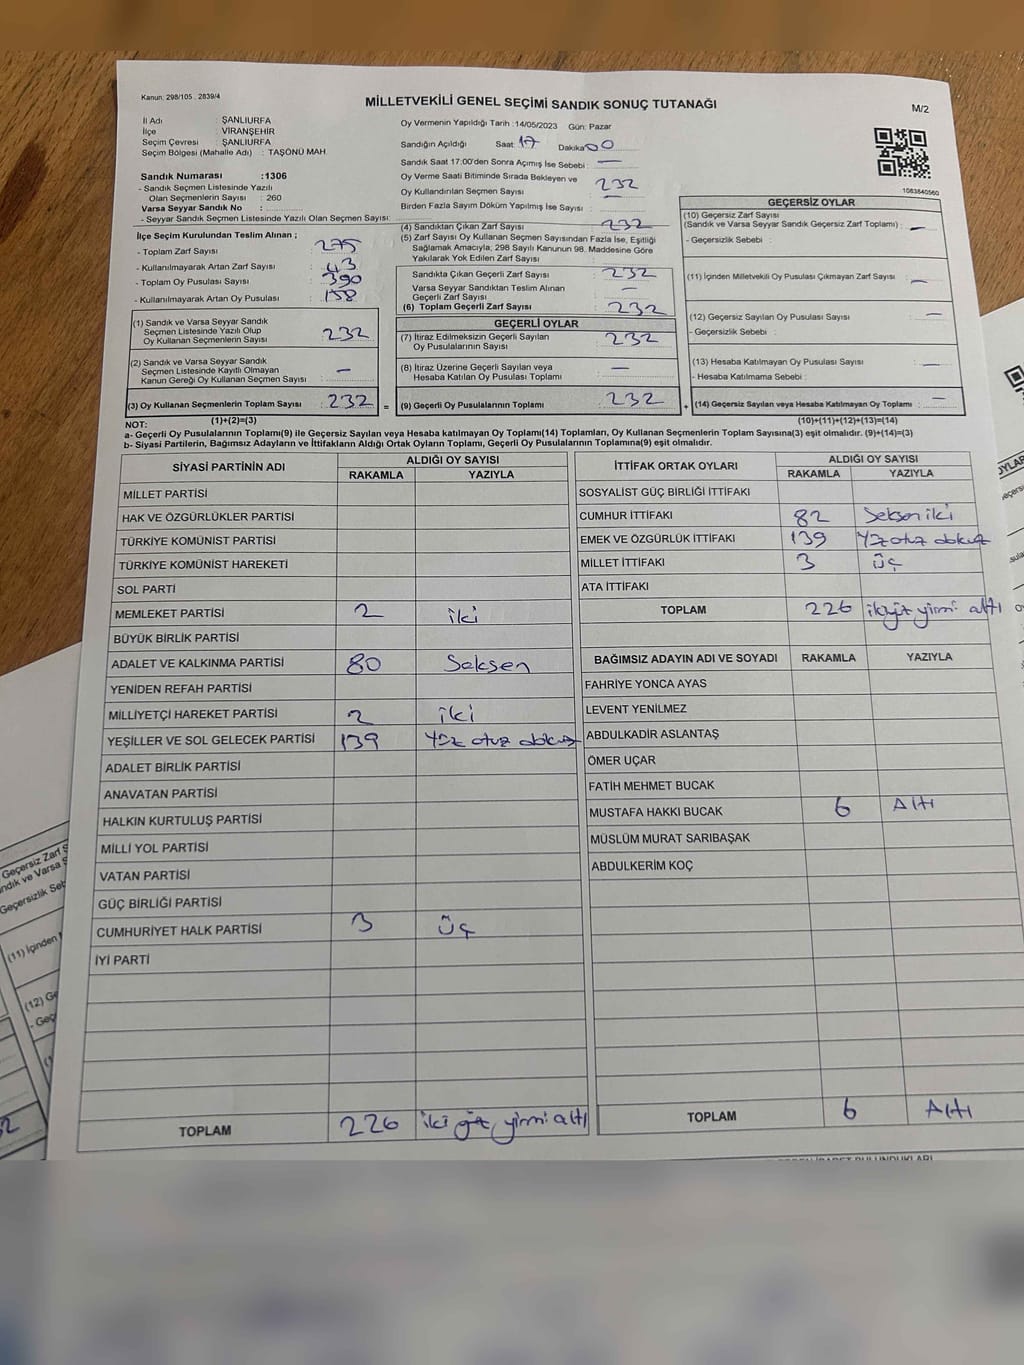 Kanun: 298/105 . 2839/4
MİLLETVEKİLİ GENEL SEÇİMİ SANDIK SONUÇ TUTANAĞI
M/2
İl Adı : ŞANLIURFA
İlçe : VİRANŞEHİR
Seçim Çevresi : ŞANLIURFA
Seçim Bölgesi (Mahalle Adı) : TAŞÖNÜ MAH.
Sandık Numarası :1306
- Sandık Seçmen Listesinde Yazılı
Olan Seçmenlerin Sayısı : 260
Varsa Seyyar Sandık No :
- Seyyar Sandık Seçmen Listesinde Yazılı Olan Seçmen Sayısı:
İlçe Seçim Kurulundan Teslim Alınan ;
- Toplam Zarf Sayısı : 275
- Kullanılmayarak Artan Zarf Sayısı : 43
- Toplam Oy Pusulası Sayısı : 390
- Kullanılmayarak Artan Oy Pusulası : 158
(1) Sandık ve Varsa Seyyar Sandık
Seçmen Listesinde Yazılı Olup
Oy Kullanan Seçmenlerin Sayısı : 232
(2) Sandık ve Varsa Seyyar Sandık
Seçmen Listesinde Kayıtlı Olmayan
Kanun Gereği Oy Kullanan Seçmen Sayısı : —
(3) Oy Kullanan Seçmenlerin Toplam Sayısı : 232
(1)+(2)=(3)
Oy Vermenin Yapıldığı Tarih :14/05/2023 Gün: Pazar
Sandığın Açıldığı Saat: 17 Dakika: 00
Sandık Saat 17:00'den Sonra Açımış İse Sebebi : —
Oy Verme Saati Bitiminde Sırada Bekleyen ve
Oy Kullandırılan Seçmen Sayısı : 232
Birden Fazla Sayım Döküm Yapılmış İse Sayısı : —
(4) Sandıktan Çıkan Zarf Sayısı : 232
(5) Zarf Sayısı Oy Kullanan Seçmen Sayısından Fazla İse, Eşitliği
Sağlamak Amacıyla, 298 Sayılı Kanunun 98. Maddesine Göre
Yakılarak Yok Edilen Zarf Sayısı :
Sandıkta Çıkan Geçerli Zarf Sayısı : 232
Varsa Seyyar Sandıktan Teslim Alınan
Geçerli Zarf Sayısı : —
(6) Toplam Geçerli Zarf Sayısı : 232
GEÇERLİ OYLAR
(7) İtiraz Edilmeksizin Geçerli Sayılan
Oy Pusulalarının Sayısı : 232
(8) İtiraz Üzerine Geçerli Sayılan veya
Hesaba Katılan Oy Pusulası Toplamı : —
= (9) Geçerli Oy Pusulalarının Toplamı : 232
1083840560
GEÇERSİZ OYLAR
(10) Geçersiz Zarf Sayısı
(Sandık ve Varsa Seyyar Sandık Geçersiz Zarf Toplamı) : —
- Geçersizlik Sebebi :
(11) İçinden Milletvekili Oy Pusulası Çıkmayan Zarf Sayısı : —
(12) Geçersiz Sayılan Oy Pusulası Sayısı : —
- Geçersizlik Sebebi :
(13) Hesaba Katılmayan Oy Pusulası Sayısı : —
- Hesaba Katılmama Sebebi :
+ (14) Geçersiz Sayılan veya Hesaba Katılmayan Oy Toplamı : —
(10)+(11)+(12)+(13)=(14)
NOT:
a- Geçerli Oy Pusulalarının Toplamı(9) ile Geçersiz Sayılan veya Hesaba katılmayan Oy Toplamı(14) Toplamları, Oy Kullanan Seçmenlerin Toplam Sayısına(3) eşit olmalıdır. (9)+(14)=(3)
b- Siyasi Partilerin, Bağımsız Adayların ve İttifakların Aldığı Ortak Oyların Toplamı, Geçerli Oy Pusulalarının Toplamına(9) eşit olmalıdır.
SİYASİ PARTİNİN ADI ALDIĞI OY SAYISI
RAKAMLA YAZIYLA
MİLLET PARTİSİ
HAK VE ÖZGÜRLÜKLER PARTİSİ
TÜRKİYE KOMÜNİST PARTİSİ
TÜRKİYE KOMÜNİST HAREKETİ
SOL PARTİ
MEMLEKET PARTİSİ 2 iki
BÜYÜK BİRLİK PARTİSİ
ADALET VE KALKINMA PARTİSİ 80 Seksen
YENİDEN REFAH PARTİSİ
MİLLİYETÇİ HAREKET PARTİSİ 2 iki
YEŞİLLER VE SOL GELECEK PARTİSİ 139 Yüz otuz dokuz
ADALET BİRLİK PARTİSİ
ANAVATAN PARTİSİ
HALKIN KURTULUŞ PARTİSİ
MİLLİ YOL PARTİSİ
VATAN PARTİSİ
GÜÇ BİRLİĞİ PARTİSİ
CUMHURİYET HALK PARTİSİ 3 Üç
İYİ PARTİ
TOPLAM 226 iki yüz yirmi altı
İTTİFAK ORTAK OYLARI ALDIĞI OY SAYISI
RAKAMLA YAZIYLA
SOSYALİST GÜÇ BİRLİĞİ İTTİFAKI
CUMHUR İTTİFAKI 82 Seksen iki
EMEK VE ÖZGÜRLÜK İTTİFAKI 139 Yüz otuz dokuz
MİLLET İTTİFAKI 3 üç
ATA İTTİFAKI
TOPLAM 226 ikiyüz yirmi altı
BAĞIMSIZ ADAYIN ADI VE SOYADI RAKAMLA YAZIYLA
FAHRİYE YONCA AYAS
LEVENT YENİLMEZ
ABDULKADİR ASLANTAŞ
ÖMER UÇAR
FATİH MEHMET BUCAK
MUSTAFA HAKKI BUCAK 6 Altı
MÜSLÜM MURAT SARIBAŞAK
ABDULKERİM KOÇ
TOPLAM 6 Altı
Geçersiz Zarf
Geçersizlik Seb
(11) İçinden
(12) Ge
- Geç